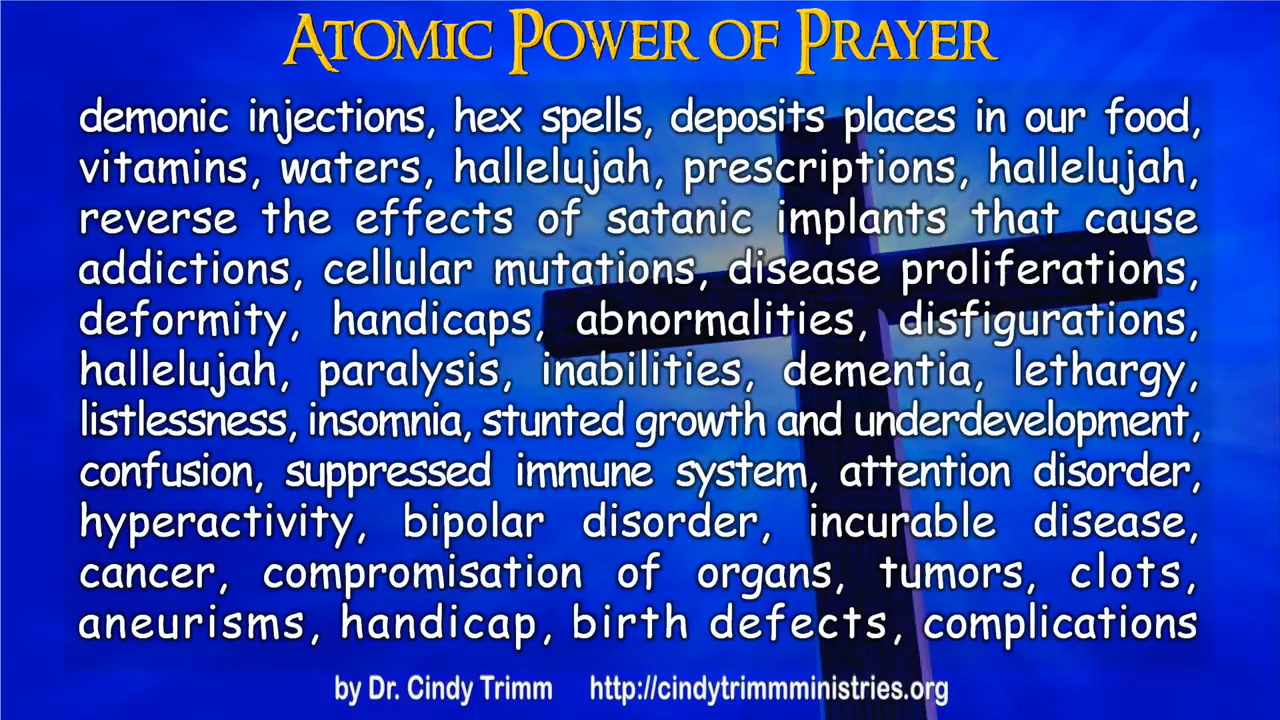 Atomic Power of Prayer
demonic injections, hex spells, deposits places in our food,
vitamins, waters, hallelujah, prescriptions, hallelujah,
reverse the effects of satanic implants that cause
addictions, cellular mutations, disease proliferations,
deformity, handicaps, abnormalities, disfigurations,
hallelujah, paralysis, inabilities, dementia, lethargy,
listlessness, insomnia, stunted growth and underdevelopment,
confusion, suppressed immune system, attention disorder,
hyperactivity, bipolar disorder, incurable disease,
cancer, compromisation of organs, tumors, clots,
aneurisms, handicap, birth defects, complications
by Dr. Cindy Trimm http://cindytrimmministries.org